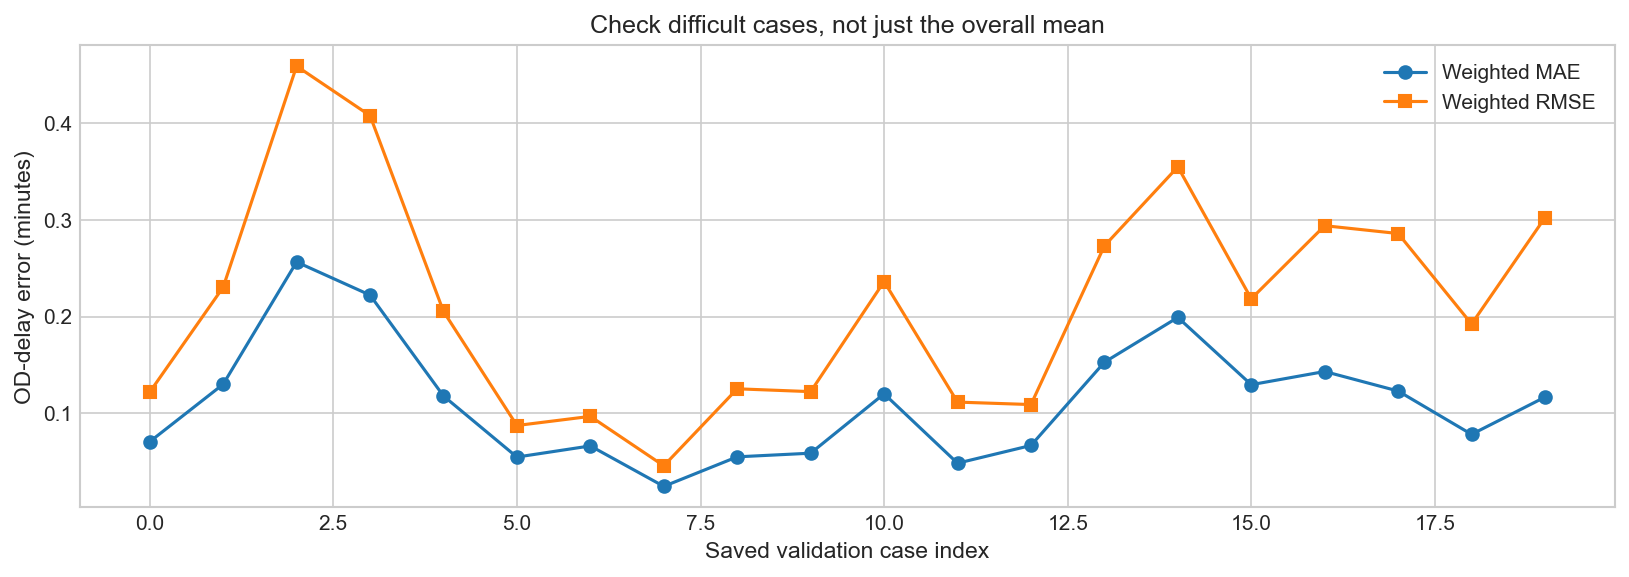 Check difficult cases, not just the overall mean
Weighted MAE
Weighted RMSE
OD-delay error (minutes)
0.4
0.3
0.2
0.1
0.0 2.5 5.0 7.5 10.0 12.5 15.0 17.5
Saved validation case index